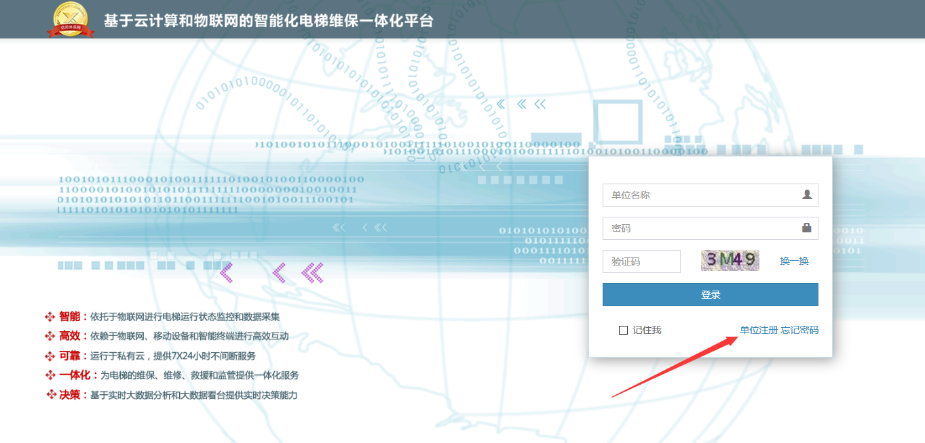 基于云计算和物联网的智能化电梯维保一体化平台
单位名称
密码
验证码 3M49 换一换
登录
记住我 单位注册 忘记密码
智能：依托于物联网进行电梯运行状态监控和数据采集
高效：依赖于物联网、移动设备和智能终端进行高效互动
可靠：运行于私有云，提供7X24小时不间断服务
一体化：为电梯的维保、维修、救援和监管提供一体化服务
决策：基于实时大数据分析和大数据看台提供实时决策能力